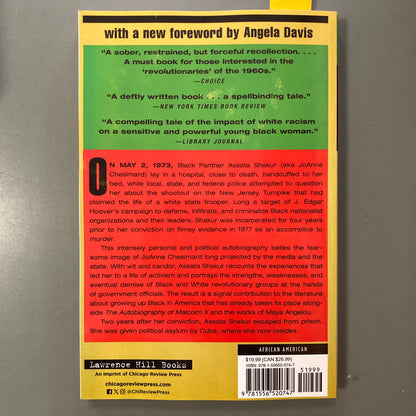 with a new foreword by Angela Davis
“A sober, restrained, but forceful recollection. . . .
A must book for those interested in the
‘revolutionaries’ of the 1960s.”
—CHOICE
“A deftly written book . . . a spellbinding tale.”
—NEW YORK TIMES BOOK REVIEW
“A compelling tale of the impact of white racism
on a sensitive and powerful young black woman.”
—LIBRARY JOURNAL
ON MAY 2, 1973, Black Panther Assata Shakur (aka JoAnne
Chesimard) lay in a hospital, close to death, handcuffed to her
bed, while local, state, and federal police attempted to question
her about the shootout on the New Jersey Turnpike that had
claimed the life of a white state trooper. Long a target of J. Edgar
Hoover’s campaign to defame, infiltrate, and criminalize Black nationalist
organizations and their leaders, Shakur was incarcerated for four years
prior to her conviction on flimsy evidence in 1977 as an accomplice to
murder.
This intensely personal and political autobiography belies the fear-
some image of JoAnne Chesimard long projected by the media and the
state. With wit and candor, Assata Shakur recounts the experiences that
led her to a life of activism and portrays the strengths, weaknesses, and
eventual demise of Black and White revolutionary groups at the hands
of government officials. The result is a signal contribution to the literature
about growing up Black in America that has already taken its place along-
side The Autobiography of Malcolm X and the works of Maya Angelou.
Two years after her conviction, Assata Shakur escaped from prison.
She was given political asylum by Cuba, where she now resides.
AFRICAN AMERICAN
$19.99 (CAN $26.99)
ISBN: 978-1-55652-074-7
51999
9 781556 520747
Lawrence Hill Books
An imprint of Chicago Review Press
chicagoreviewpress.com
@ChiReviewPress